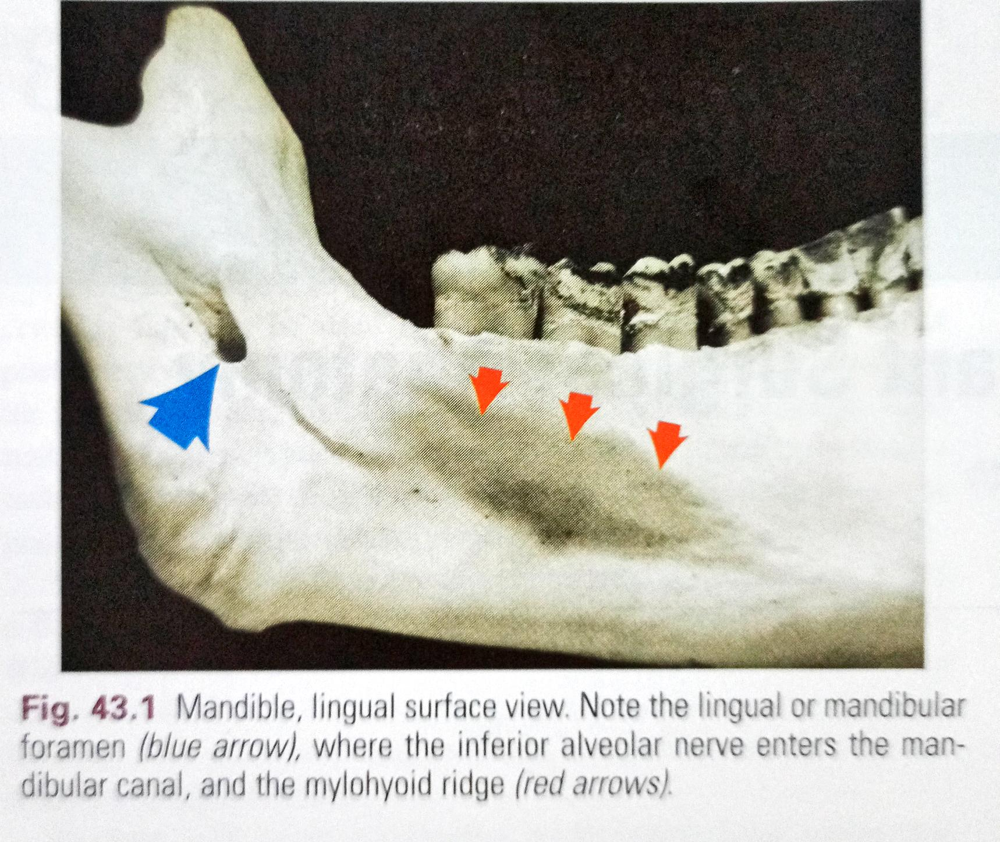 Fig. 43.1 Mandible, lingual surface view. Note the lingual or mandibular
foramen (blue arrow), where the inferior alveolar nerve enters the man-
dibular canal, and the mylohyoid ridge (red arrows).